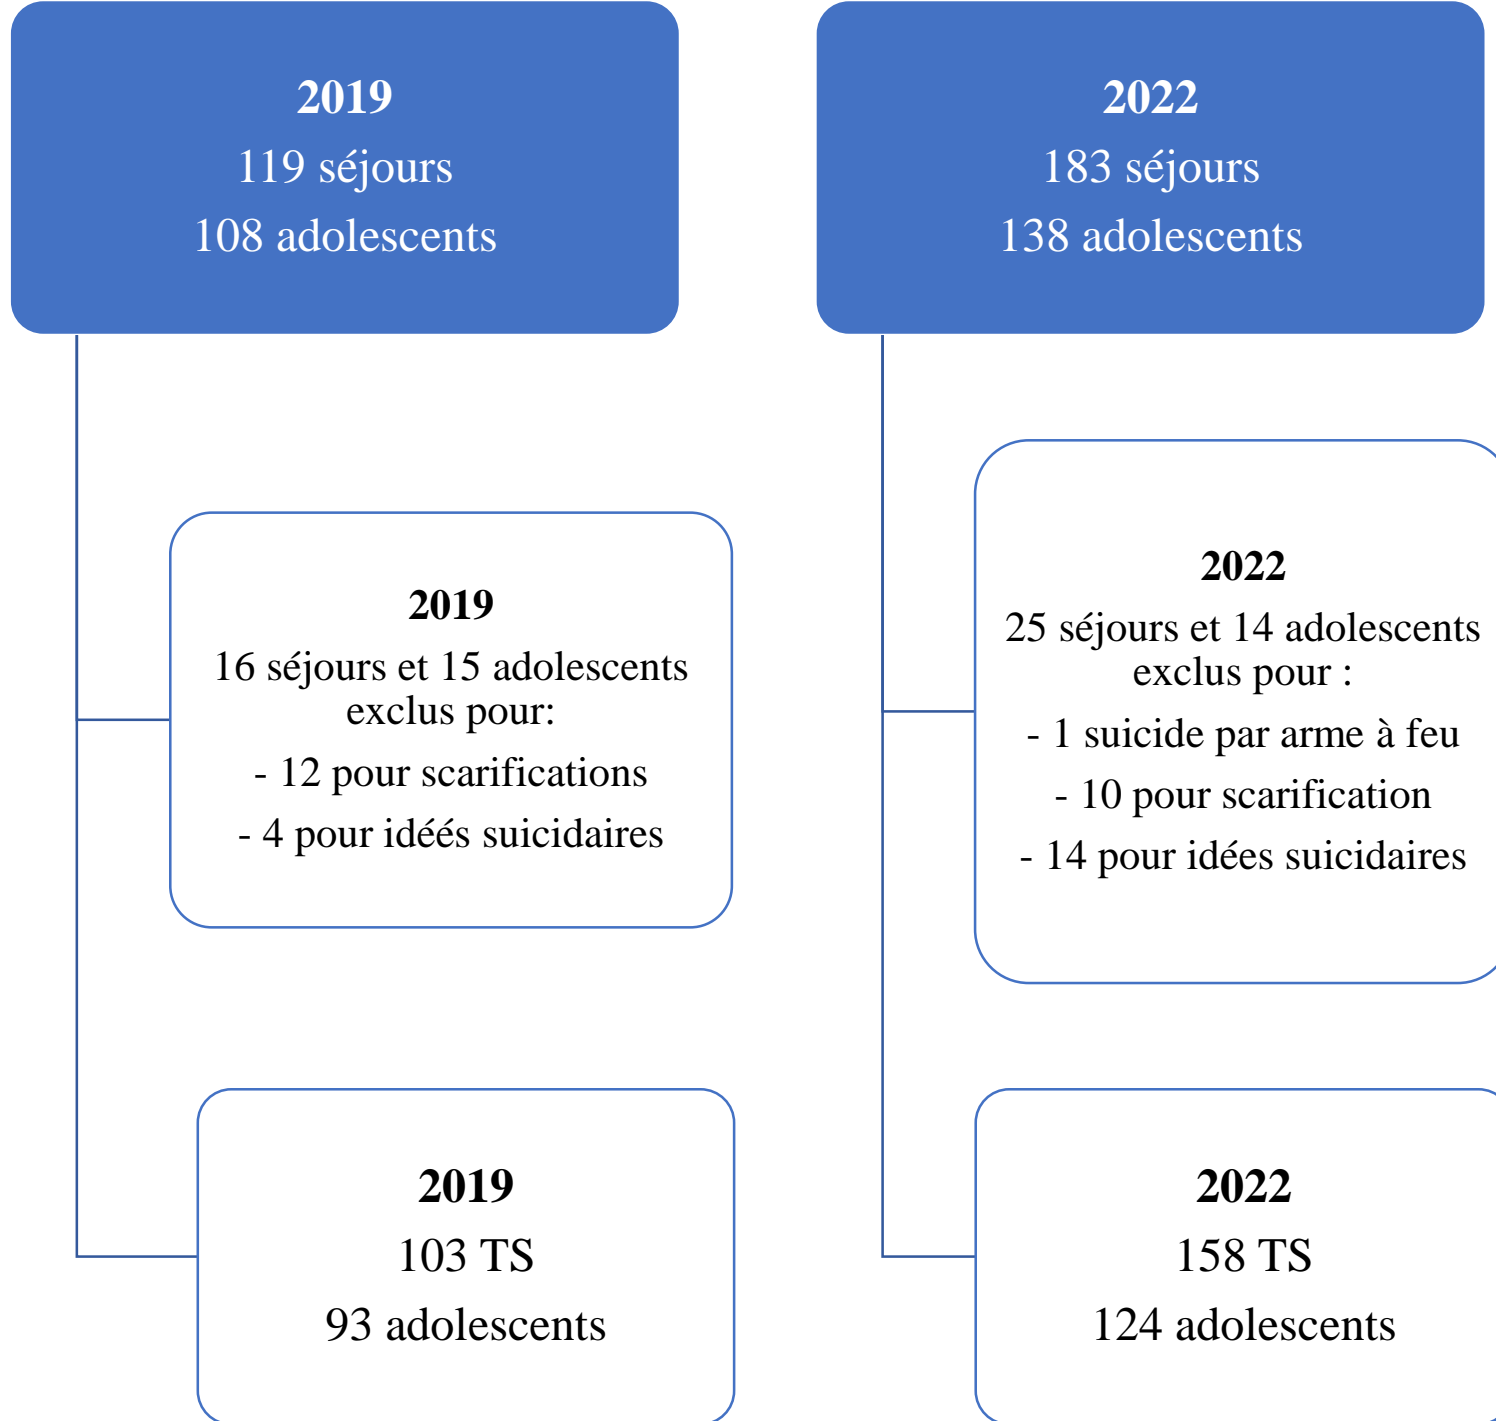 2019
119 séjours
108 adolescents
2019
16 séjours et 15 adolescents
exclus pour:
- 12 pour scarifications
- 4 pour idéés suicidaires
2019
103 TS
93 adolescents
2022
183 séjours
138 adolescents
2022
25 séjours et 14 adolescents
exclus pour :
- 1 suicide par arme à feu
- 10 pour scarification
- 14 pour idées suicidaires
2022
158 TS
124 adolescents